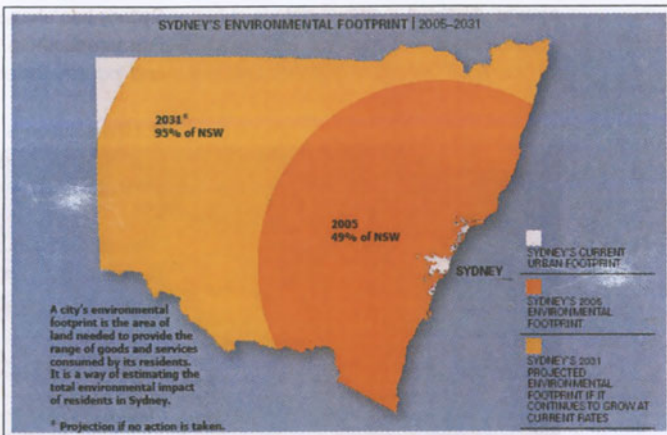 SYDNEY'S ENVIRONMENTAL FOOTPRINT | 2005–2031
2031*
95% of NSW
2005
49% of NSW
SYDNEY
A city's environmental
footprint is the area of
land needed to provide the
range of goods and services
consumed by its residents.
It is a way of estimating the
total environmental impact
of residents in Sydney.
* Projection if no action is taken.
SYDNEY'S CURRENT
URBAN FOOTPRINT
SYDNEY'S 2005
ENVIRONMENTAL
FOOTPRINT
SYDNEY'S 2031
PROJECTED
ENVIRONMENTAL
FOOTPRINT IF IT
CONTINUES TO GROW AT
CURRENT RATES